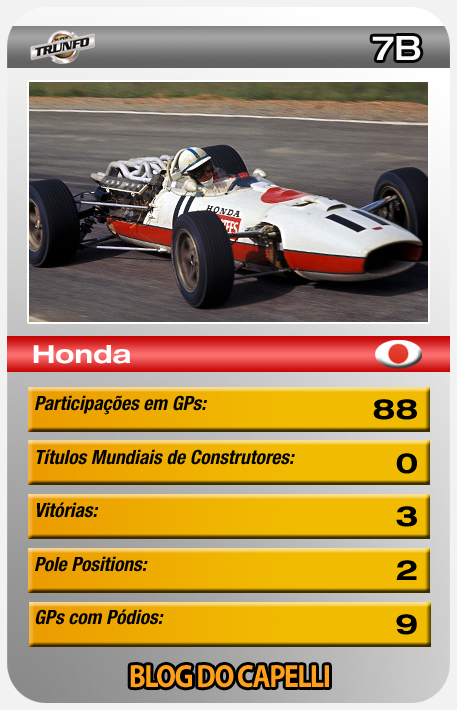 SUPER
TRUNFO
7B
HONDA
11
Honda
Participações em GPs:
88
Títulos Mundiais de Construtores:
0
Vitórias:
3
Pole Positions:
2
GPs com Pódios:
9
BLOG DO CAPELLI